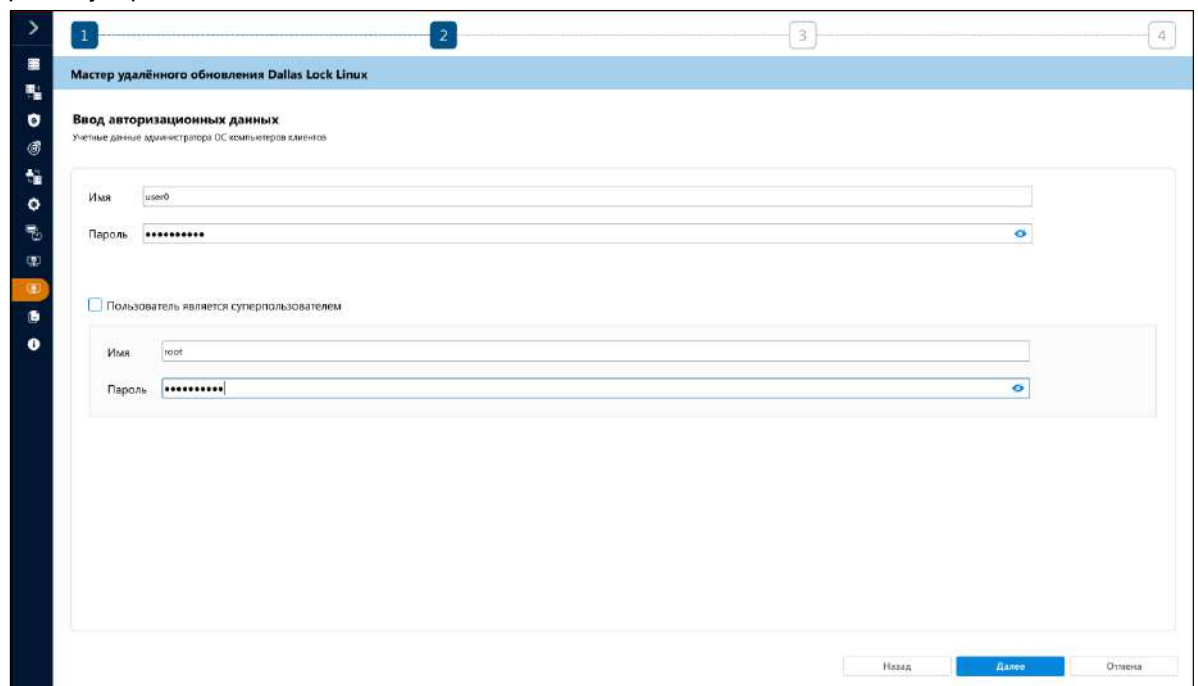 1 2 3 4
Мастер удалённого обновления Dallas Lock Linux
Ввод авторизационных данных
Учетные данные администратора ОС компьютеров клиентов
Имя user0
Пароль ●●●●●●●●●●
Пользователь является суперпользователем
Имя root
Пароль ●●●●●●●●●●
Назад Далее Отмена